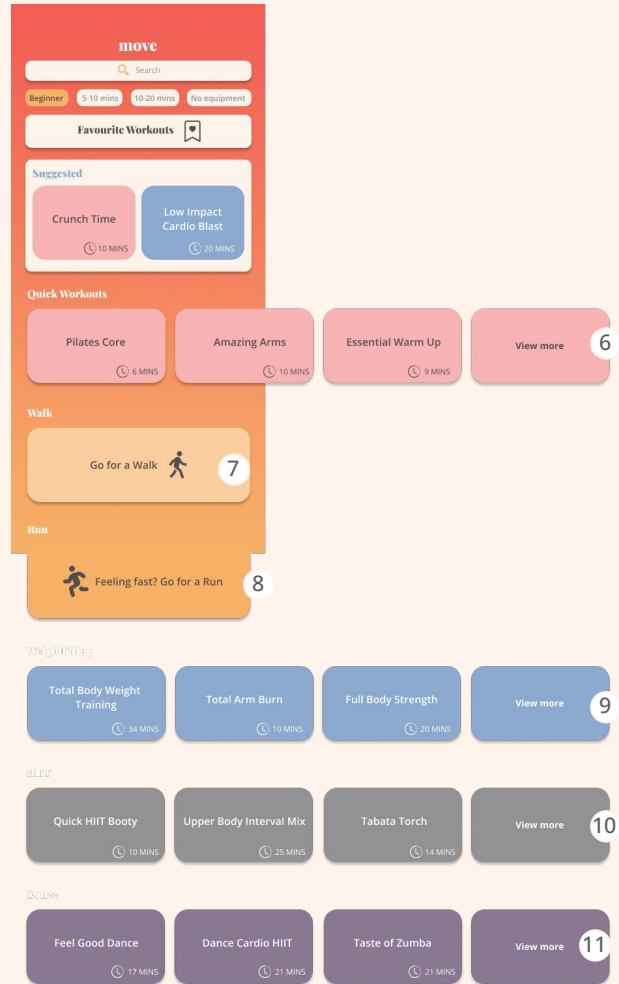 move
Search
Beginner 5-10 mins 10-20 mins No equipment
Favourite Workouts
Suggested
Crunch Time
10 MINS
Low Impact
Cardio Blast
20 MINS
Quick Workouts
Pilates Core
6 MINS
Amazing Arms
10 MINS
Essential Warm Up
9 MINS
View more
6
Walk
Go for a Walk
7
Run
Feeling fast? Go for a Run
8
Weightlifting
Total Body Weight
Training
34 MINS
Total Arm Burn
10 MINS
Full Body Strength
20 MINS
View more
9
HIIT
Quick HIIT Booty
10 MINS
Upper Body Interval Mix
25 MINS
Tabata Torch
14 MINS
View more
10
Dance
Feel Good Dance
17 MINS
Dance Cardio HIIT
21 MINS
Taste of Zumba
21 MINS
View more
11